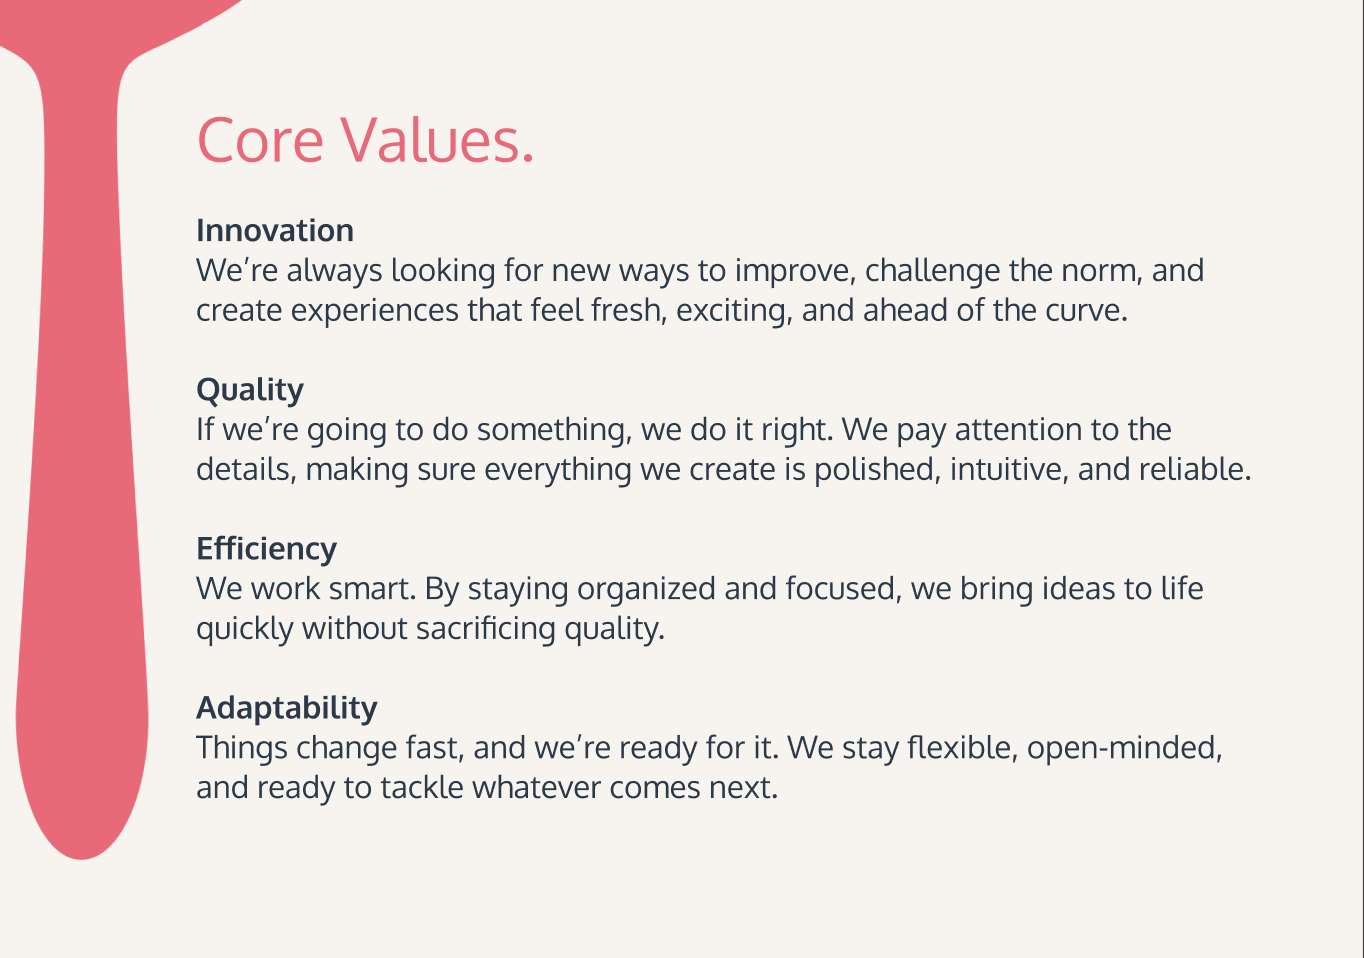 Core Values.
Innovation
We’re always looking for new ways to improve, challenge the norm, and
create experiences that feel fresh, exciting, and ahead of the curve.
Quality
If we’re going to do something, we do it right. We pay attention to the
details, making sure everything we create is polished, intuitive, and reliable.
Efficiency
We work smart. By staying organized and focused, we bring ideas to life
quickly without sacrificing quality.
Adaptability
Things change fast, and we’re ready for it. We stay flexible, open-minded,
and ready to tackle whatever comes next.